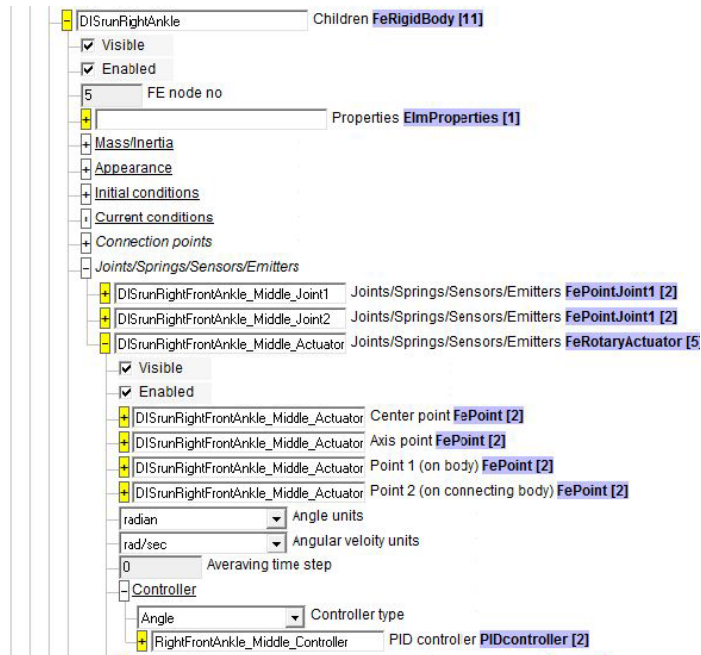 DISrunRightAnkle Children FeRigidBody [11]
Visible
Enabled
5 FE node no
Properties ElmProperties [1]
Mass/Inertia
Appearance
Initial conditions
Current conditions
Connection points
Joints/Springs/Sensors/Emitters
DISrunRightFrontAnkle_Middle_Joint1 Joints/Springs/Sensors/Emitters FePointJoint1 [2]
DISrunRightFrontAnkle_Middle_Joint2 Joints/Springs/Sensors/Emitters FePointJoint1 [2]
DISrunRightFrontAnkle_Middle_Actuator Joints/Springs/Sensors/Emitters FeRotaryActuator [5]
Visible
Enabled
DISrunRightFrontAnkle_Middle_Actuator Center point FePoint [2]
DISrunRightFrontAnkle_Middle_Actuator Axis point FePoint [2]
DISrunRightFrontAnkle_Middle_Actuator Point 1 (on body) FePoint [2]
DISrunRightFrontAnkle_Middle_Actuator Point 2 (on connecting body) FePoint [2]
radian Angle units
rad/sec Angular veloity units
0 Averaving time step
Controller
Angle Controller type
RightFrontAnkle_Middle_Controller PID controller PIDcontroller [2]